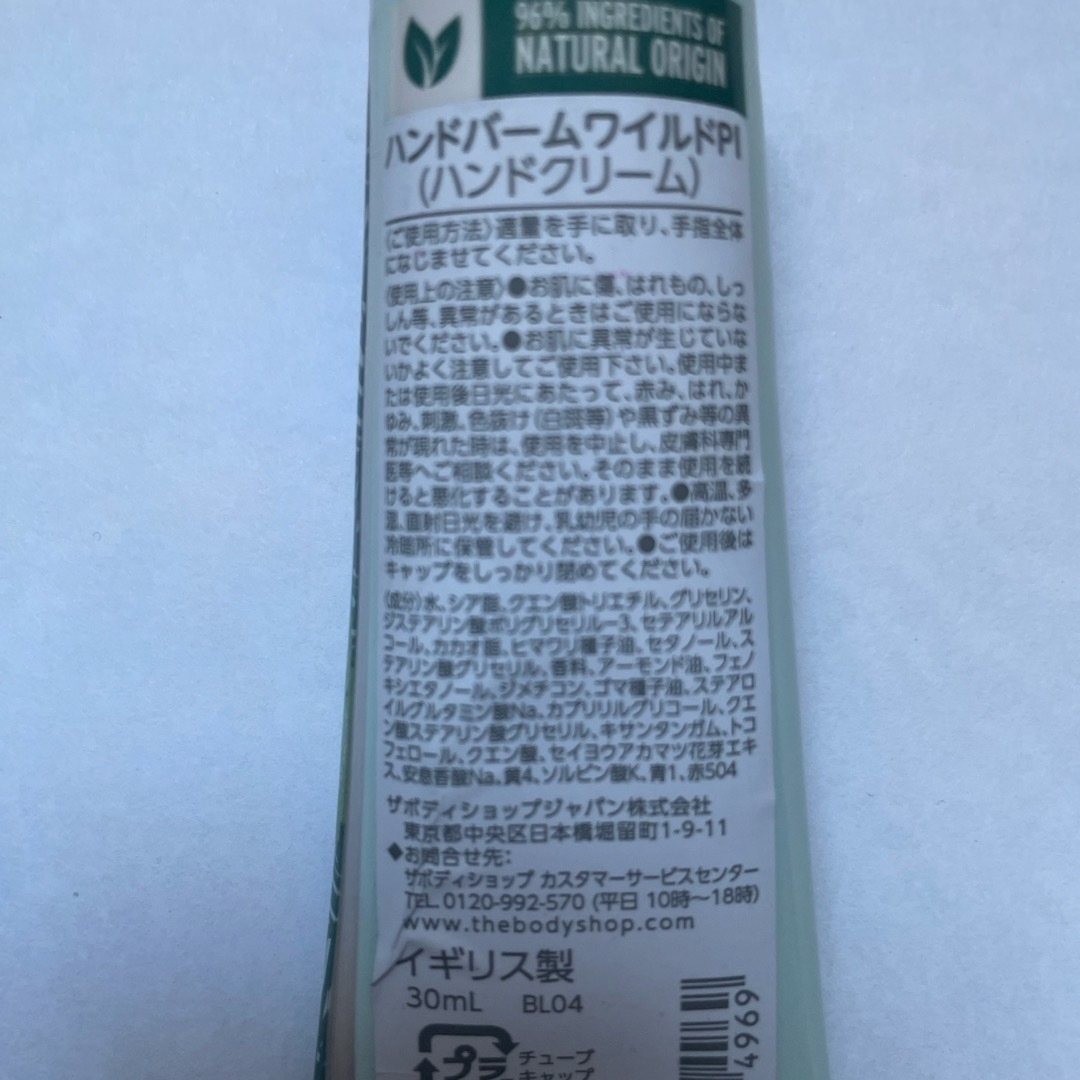 96% INGREDIENTS OF
NATURAL ORIGIN
ハンドバームワイルドPI
(ハンドクリーム)
〈ご使用方法〉適量を手に取り、手指全体
になじませてください。
〈使用上の注意〉●お肌に傷、はれもの、しっ
しん等、異常があるときはご使用にならな
いでください。●お肌に異常が生じていな
いかよく注意してご使用下さい。使用中ま
たは使用後日光にあたって、赤み、はれ、か
ゆみ、刺激、色抜け(白斑等)や黒ずみ等の異
常が現れた時は、使用を中止し、皮膚科専門
医等へご相談ください。そのまま使用を続
けると悪化することがあります。●高温、多
湿、直射日光を避け、乳幼児の手の届かない
冷暗所に保管してください。●ご使用後は
キャップをしっかり閉めてください。
〈成分〉水、シア脂、クエン酸トリエチル、グリセリン、
ジステアリン酸ポリグリセリル-3、セテアリルアル
コール、カカオ脂、ヒマワリ種子油、セタノール、ス
テアリン酸グリセリル、香料、アーモンド油、フェノ
キシエタノール、ジメチコン、ゴマ種子油、ステアロ
イルグルタミン酸Na、カプリリルグリコール、クエ
ン酸ステアリン酸グリセリル、キサンタンガム、トコ
フェロール、クエン酸、セイヨウアカマツ花芽エキ
ス、安息香酸Na、黄4、ソルビン酸K、青1、赤504
ザボディショップジャパン株式会社
東京都中央区日本橋堀留町1-9-11
◆お問合せ先:
ザボディショップ カスタマーサービスセンター
TEL 0120-992-570 (平日 10時～18時)
www.thebodyshop.com
イギリス製
30mL BL04
プラ
チューブ
キャップ
4969